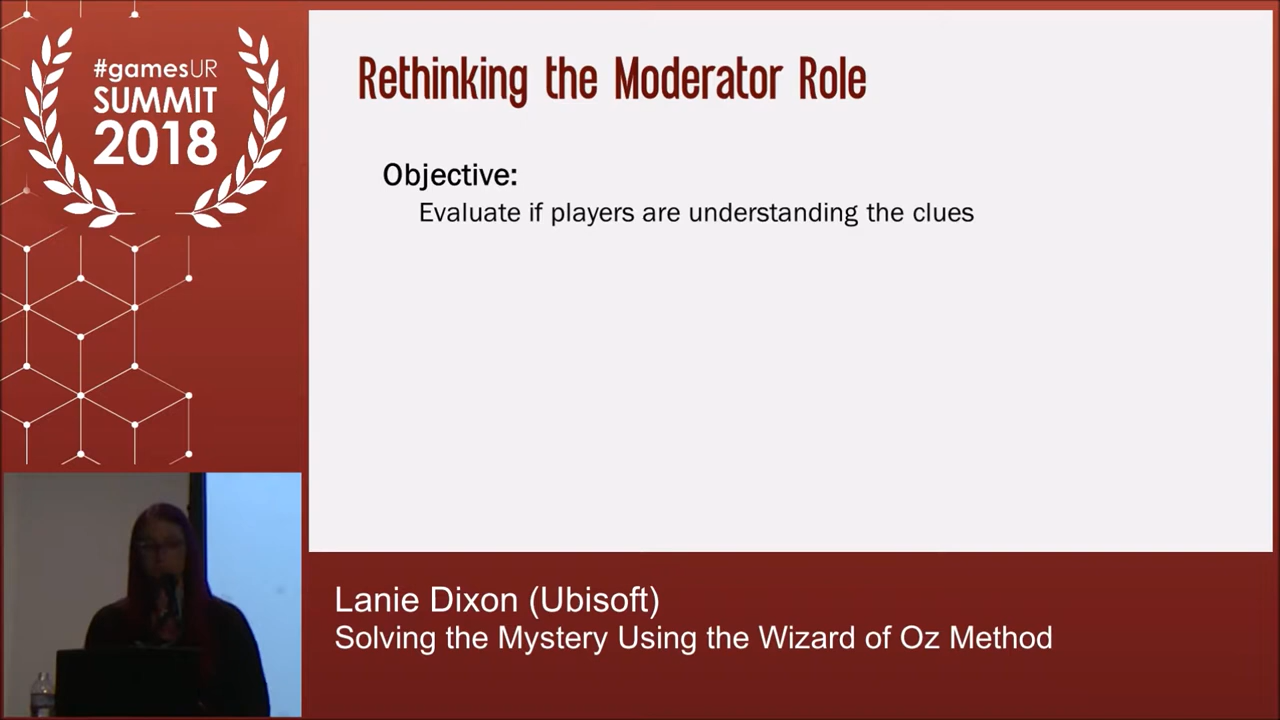 #gamesUR
SUMMIT
2018
Rethinking the Moderator Role
Objective:
Evaluate if players are understanding the clues
Lanie Dixon (Ubisoft)
Solving the Mystery Using the Wizard of Oz Method